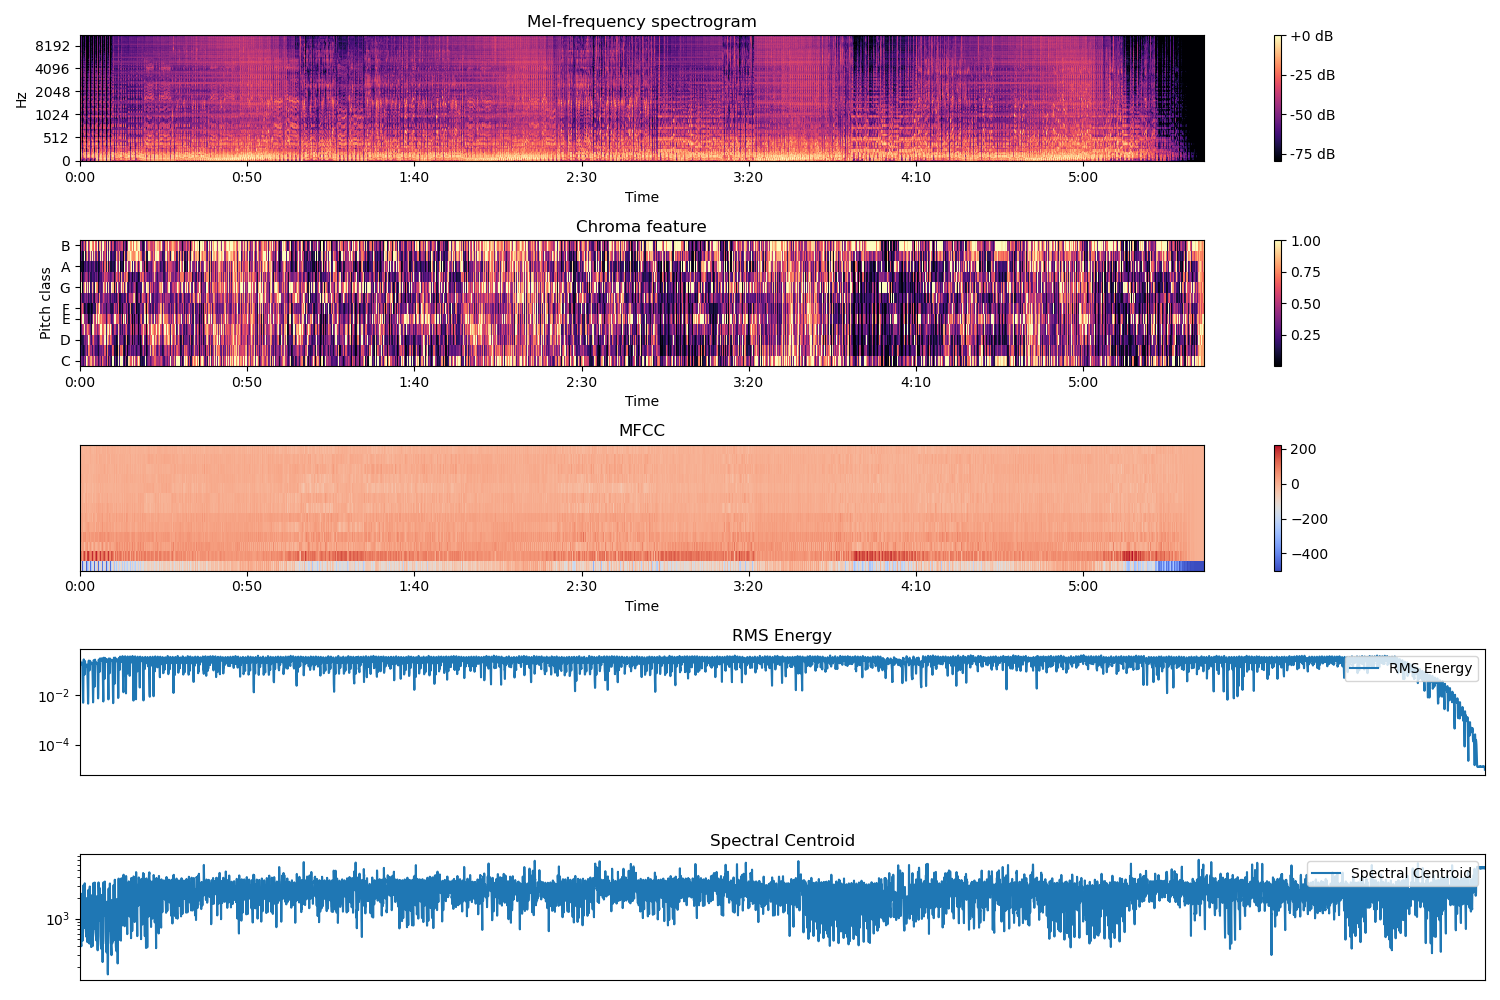 Mel-frequency spectrogram
Hz
8192
4096
2048
1024
512
0
0:00 0:50 1:40 2:30 3:20 4:10 5:00
Time
+0 dB
-25 dB
-50 dB
-75 dB
Chroma feature
Pitch class
B
A
G
E
E
D
C
0:00 0:50 1:40 2:30 3:20 4:10 5:00
Time
1.00
0.75
0.50
0.25
MFCC
0:00 0:50 1:40 2:30 3:20 4:10 5:00
Time
200
0
−200
−400
RMS Energy
10⁻²
10⁻⁴
RMS Energy
Spectral Centroid
10³
Spectral Centroid